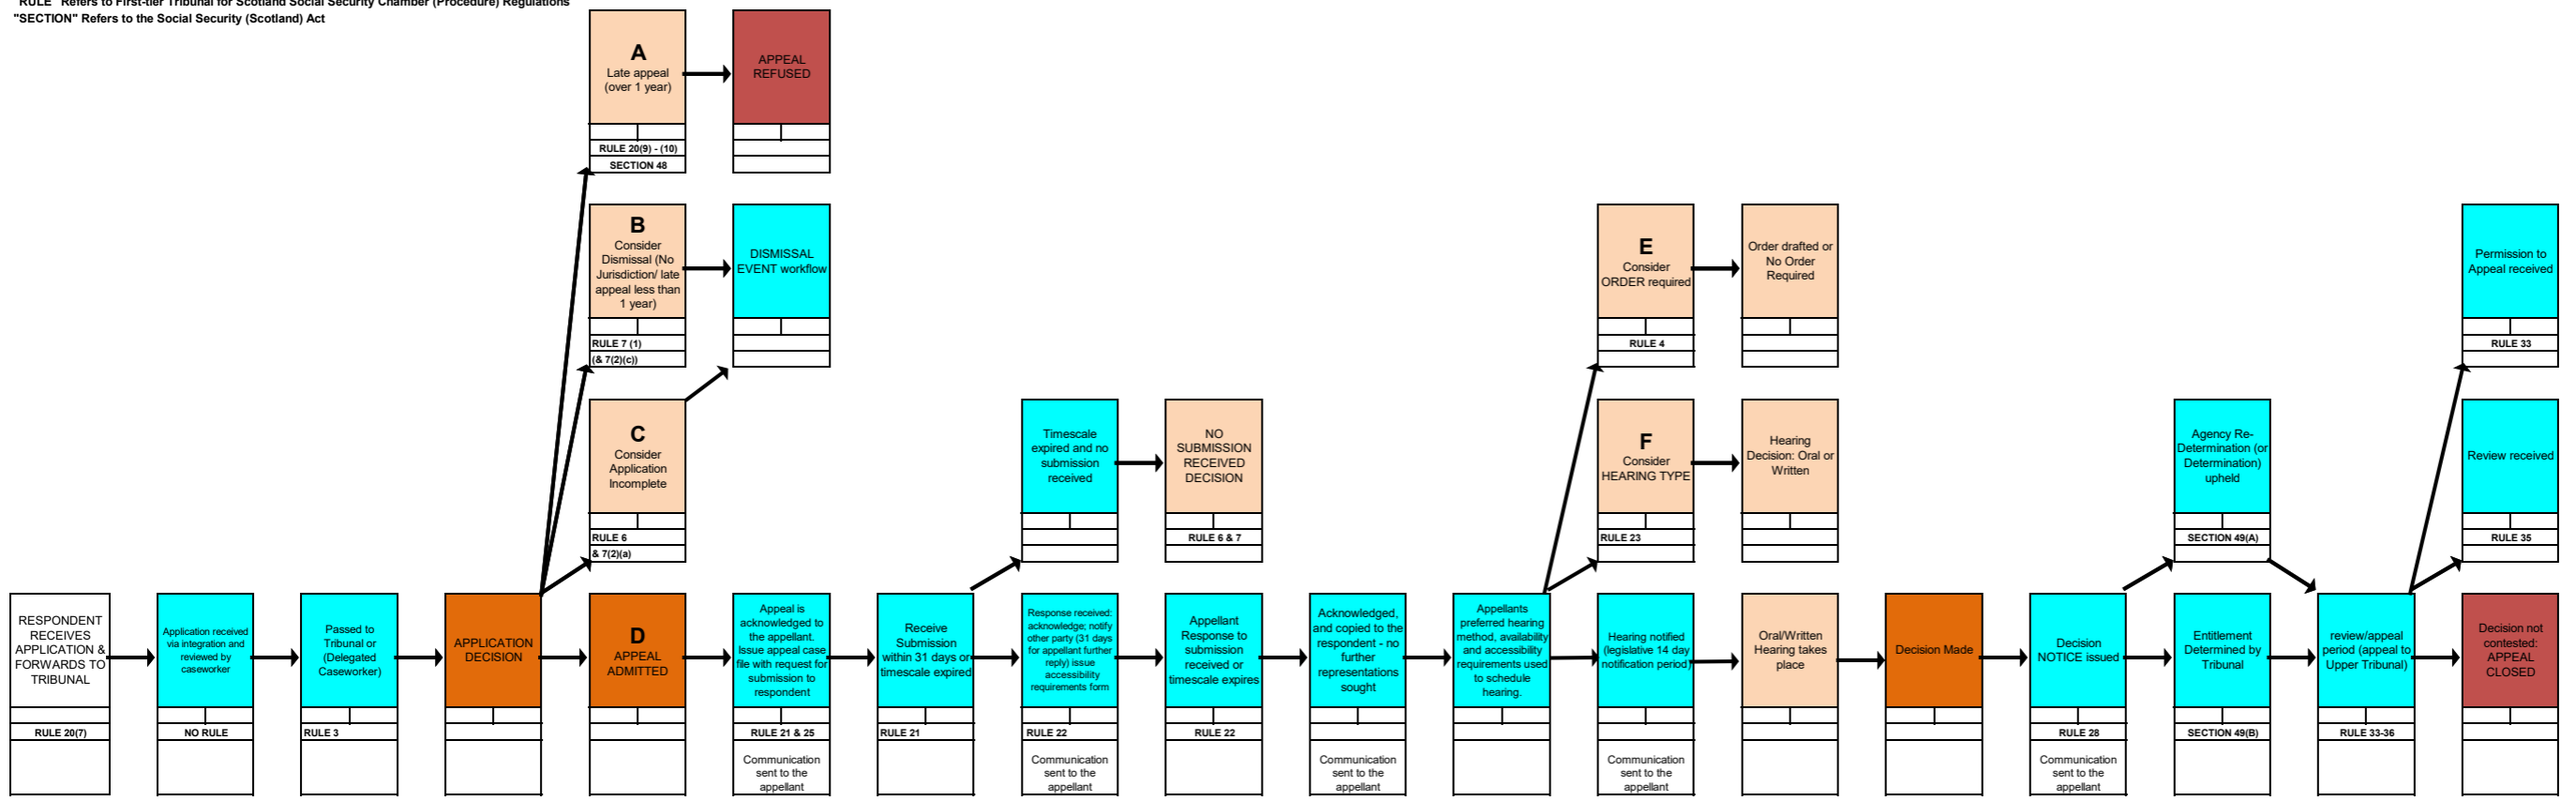 "RULE" Refers to First-tier Tribunal for Scotland Social Security Chamber (Procedure) Regulations
"SECTION" Refers to the Social Security (Scotland) Act
A
Late appeal
(over 1 year)
RULE 20(9) - (10)
SECTION 48
APPEAL
REFUSED
B
Consider
Dismissal (No
Jurisdiction/ late
appeal less than
1 year)
RULE 7 (1)
(& 7(2)(c))
DISMISSAL
EVENT workflow
E
Consider
ORDER required
RULE 4
Order drafted or
No Order
Required
Permission to
Appeal received
RULE 33
C
Consider
Application
Incomplete
RULE 6
& 7(2)(a)
Timescale
expired and no
submission
received
NO
SUBMISSION
RECEIVED
DECISION
RULE 6 & 7
F
Consider
HEARING TYPE
RULE 23
Hearing
Decision: Oral or
Written
Agency Re-
Determination (or
Determination)
upheld
SECTION 49(A)
Review received
RULE 35
RESPONDENT
RECEIVES
APPLICATION &
FORWARDS TO
TRIBUNAL
RULE 20(7)
Application received
via integration and
reviewed by
caseworker
NO RULE
Passed to
Tribunal or
(Delegated
Caseworker)
RULE 3
APPLICATION
DECISION
D
APPEAL
ADMITTED
Appeal is
acknowledged to
the appellant.
Issue appeal case
file with request for
submission to
respondent
RULE 21 & 25
Communication
sent to the
appellant
Receive
Submission
within 31 days or
timescale expired
RULE 21
Response received:
acknowledge; notify
other party (31 days
for appellant further
reply) issue
accessibility
requirements form
RULE 22
Communication
sent to the
appellant
Appellant
Response to
submission
received or
timescale expires
RULE 22
Acknowledged,
and copied to the
respondent - no
further
representations
sought
Communication
sent to the
appellant
Appellants
preferred hearing
method, availability
and accessibility
requirements used
to schedule
hearing.
Hearing notified
(legislative 14 day
notification period)
Communication
sent to the
appellant
Oral/Written
Hearing takes
place
Decision Made
Decision
NOTICE issued
RULE 28
Communication
sent to the
appellant
Entitlement
Determined by
Tribunal
SECTION 49(B)
review/appeal
period (appeal to
Upper Tribunal)
RULE 33-36
Decision not
contested:
APPEAL
CLOSED